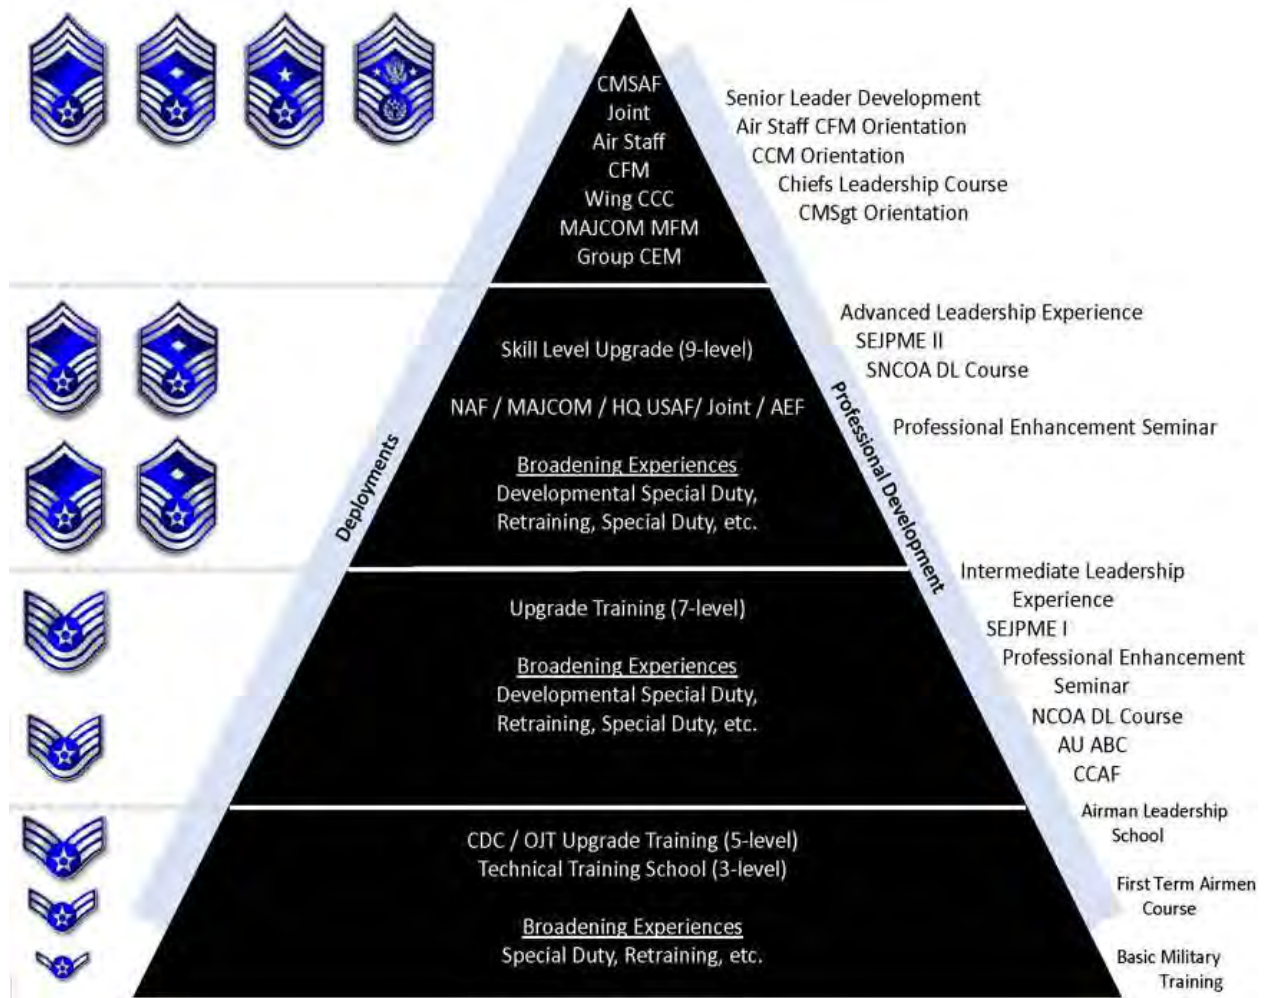 CMSAF
Joint
Air Staff
CFM
Wing CCC
MAJCOM MFM
Group CEM
Senior Leader Development
Air Staff CFM Orientation
CCM Orientation
Chiefs Leadership Course
CMSgt Orientation
Skill Level Upgrade (9-level)
NAF / MAJCOM / HQ USAF/ Joint / AEF
Broadening Experiences
Developmental Special Duty,
Retraining, Special Duty, etc.
Advanced Leadership Experience
SEJPME II
SNCOA DL Course
Professional Enhancement Seminar
Deployments
Professional Development
Upgrade Training (7-level)
Broadening Experiences
Developmental Special Duty,
Retraining, Special Duty, etc.
Intermediate Leadership
Experience
SEJPME I
Professional Enhancement
Seminar
NCOA DL Course
AU ABC
CCAF
CDC / OJT Upgrade Training (5-level)
Technical Training School (3-level)
Broadening Experiences
Special Duty, Retraining, etc.
Airman Leadership
School
First Term Airmen
Course
Basic Military
Training